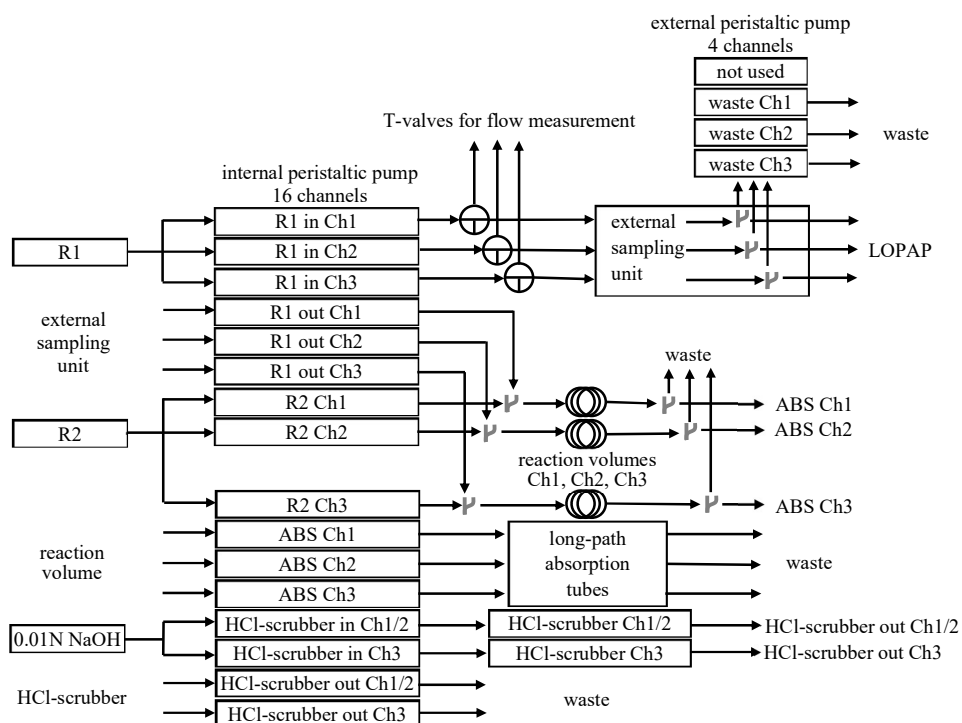 external peristaltic pump
4 channels
not used
waste Ch1
waste Ch2
waste Ch3
waste
T-valves for flow measurement
internal peristaltic pump
16 channels
R1
R1 in Ch1
R1 in Ch2
R1 in Ch3
external
sampling
unit
LOPAP
external
sampling
unit
R1 out Ch1
R1 out Ch2
R1 out Ch3
waste
R2
R2 Ch1
R2 Ch2
R2 Ch3
reaction volumes
Ch1, Ch2, Ch3
ABS Ch1
ABS Ch2
ABS Ch3
reaction
volume
ABS Ch1
ABS Ch2
ABS Ch3
long-path
absorption
tubes
waste
0.01N NaOH
HCl-scrubber in Ch1/2
HCl-scrubber in Ch3
HCl-scrubber Ch1/2
HCl-scrubber Ch3
HCl-scrubber out Ch1/2
HCl-scrubber out Ch3
HCl-scrubber
HCl-scrubber out Ch1/2
HCl-scrubber out Ch3
waste